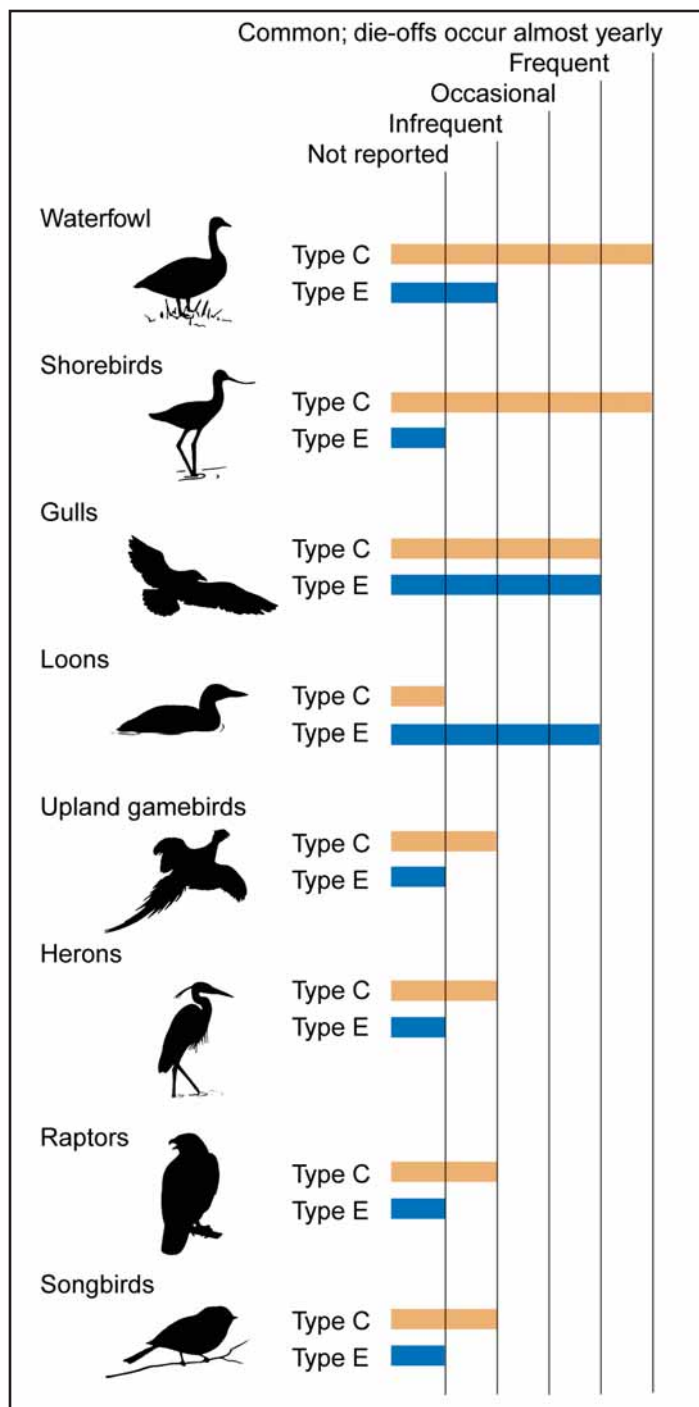 Common; die-offs occur almost yearly
Frequent
Occasional
Infrequent
Not reported
Waterfowl
Type C
Type E
Shorebirds
Type C
Type E
Gulls
Type C
Type E
Loons
Type C
Type E
Upland gamebirds
Type C
Type E
Herons
Type C
Type E
Raptors
Type C
Type E
Songbirds
Type C
Type E